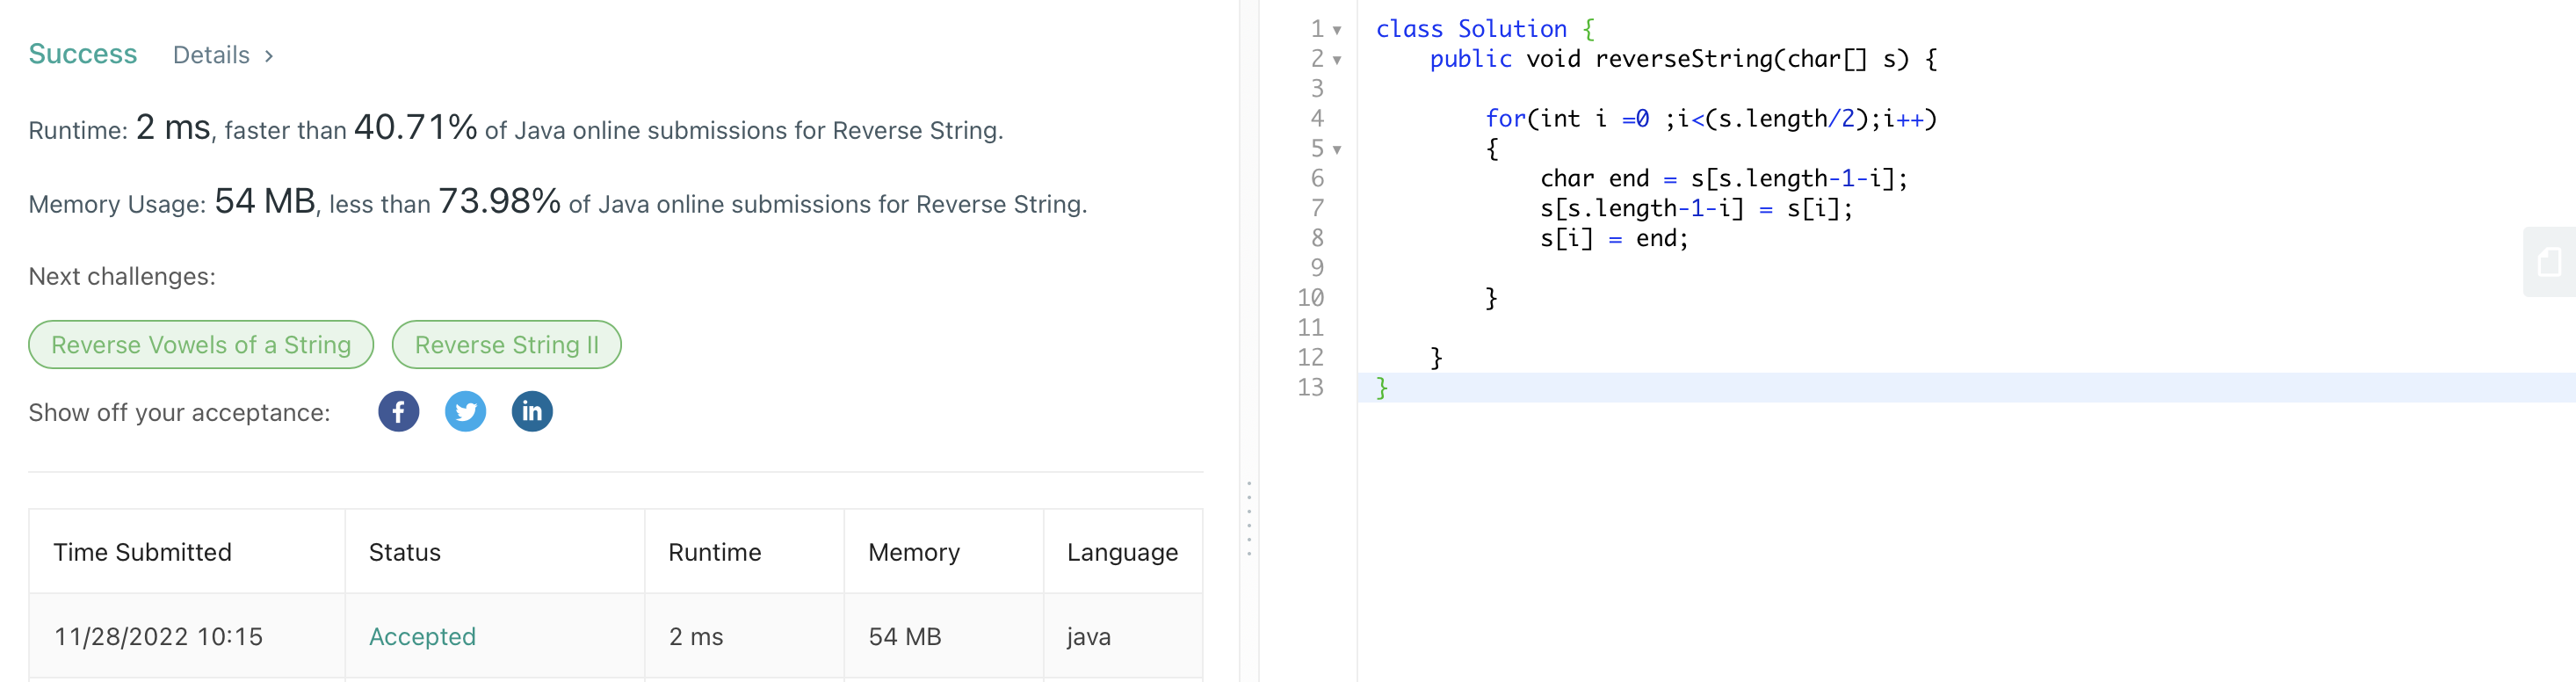 Success Details >
Runtime: 2 ms, faster than 40.71% of Java online submissions for Reverse String.
Memory Usage: 54 MB, less than 73.98% of Java online submissions for Reverse String.
Next challenges:
Reverse Vowels of a String Reverse String II
Show off your acceptance: f in
Time Submitted Status Runtime Memory Language
11/28/2022 10:15 Accepted 2 ms 54 MB java
1 class Solution {
2     public void reverseString(char[] s) {
3
4         for(int i =0 ;i<(s.length/2);i++)
5         {
6             char end = s[s.length-1-i];
7             s[s.length-1-i] = s[i];
8             s[i] = end;
9
10         }
11
12     }
13 }